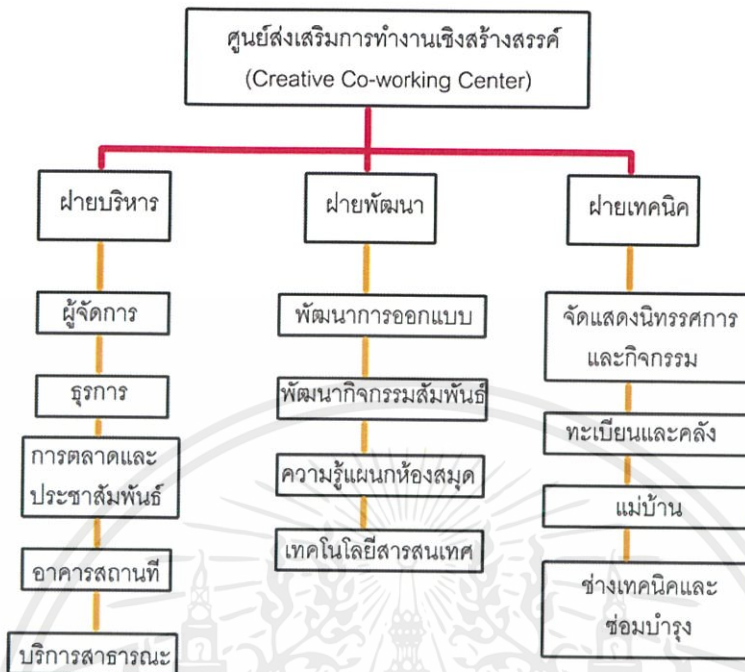 ศูนย์ส่งเสริมการทำงานเชิงสร้างสรรค์
(Creative Co-working Center)
ฝ่ายบริหาร
ผู้จัดการ
ธุรการ
การตลาดและ
ประชาสัมพันธ์
อาคารสถานที่
บริการสาธารณะ
ฝ่ายพัฒนา
พัฒนาการออกแบบ
พัฒนากิจกรรมสัมพันธ์
ความรู้แผนกห้องสมุด
เทคโนโลยีสารสนเทศ
ฝ่ายเทคนิค
จัดแสดงนิทรรศการ
และกิจกรรม
ทะเบียนและคลัง
แม่บ้าน
ช่างเทคนิคและ
ซ่อมบำรุง